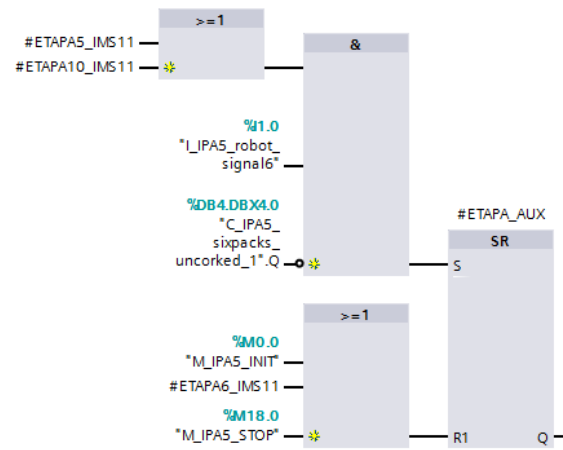 >=1
#ETAPA5_IMS11
#ETAPA10_IMS11
&
%I1.0
"I_IPA5_robot_
signal6"
%DB4.DBX4.0
"C_IPA5_
sixpacks_
uncorked_1".Q
#ETAPA_AUX
SR
S
>=1
%M0.0
"M_IPA5_INIT"
#ETAPA6_IMS11
%M18.0
"M_IPA5_STOP"
R1
Q